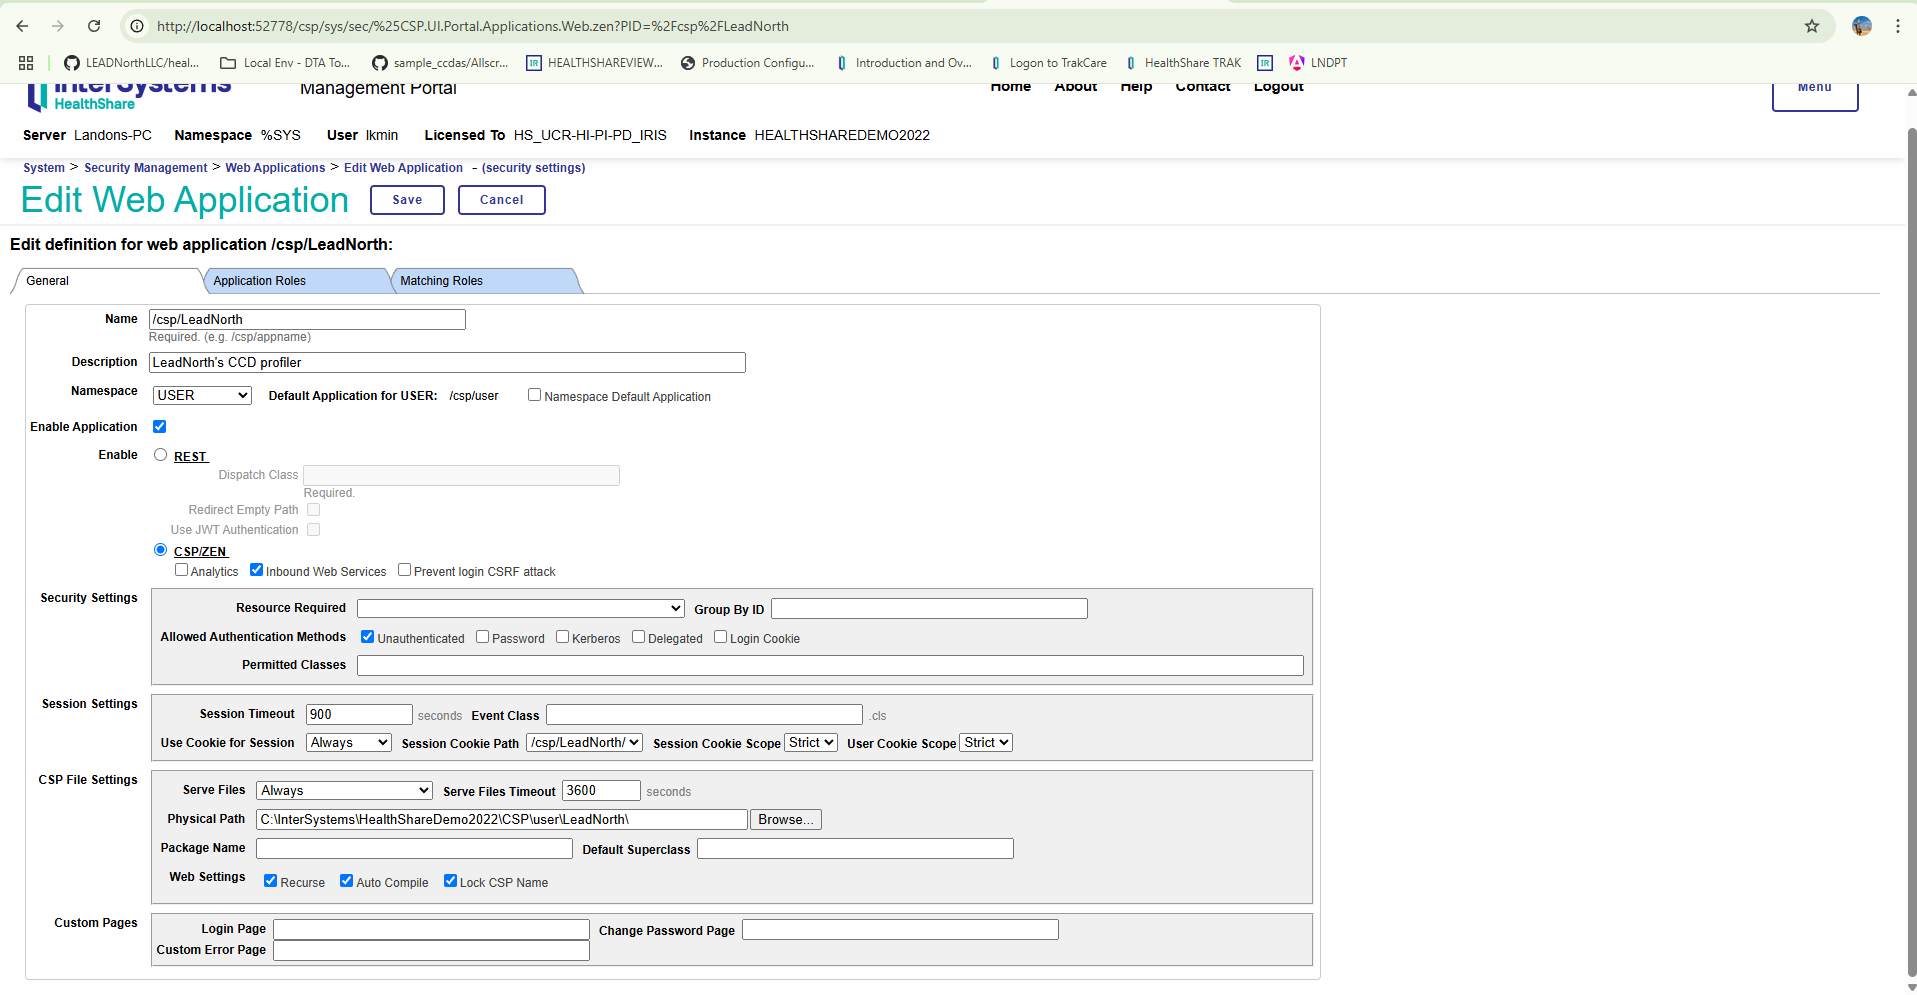 http://localhost:52778/csp/sys/sec/%25CSP.UI.Portal.Applications.Web.zen?PID=%2Fcsp%2FLeadNorth
LEADNorthLLC/heal... Local Env - DTA To... sample_ccdas/Allscr... IR HEALTHSHAREVIEW... Production Configu... Introduction and Ov... Logon to TrakCare HealthShare TRAK IR LNDPT
InterSystems Management Portal Home About Help Contact Logout Menu
HealthShare
Server Landons-PC Namespace %SYS User lkmin Licensed To HS_UCR-HI-PI-PD_IRIS Instance HEALTHSHAREDEMO2022
System > Security Management > Web Applications > Edit Web Application - (security settings)
Edit Web Application Save Cancel
Edit definition for web application /csp/LeadNorth:
General Application Roles Matching Roles
Name /csp/LeadNorth
Required. (e.g. /csp/appname)
Description LeadNorth's CCD profiler
Namespace USER Default Application for USER: /csp/user Namespace Default Application
Enable Application
Enable REST
Dispatch Class
Required.
Redirect Empty Path
Use JWT Authentication
CSP/ZEN
Analytics Inbound Web Services Prevent login CSRF attack
Security Settings Resource Required Group By ID
Allowed Authentication Methods Unauthenticated Password Kerberos Delegated Login Cookie
Permitted Classes
Session Settings Session Timeout 900 seconds Event Class .cls
Use Cookie for Session Always Session Cookie Path /csp/LeadNorth/ Session Cookie Scope Strict User Cookie Scope Strict
CSP File Settings Serve Files Always Serve Files Timeout 3600 seconds
Physical Path C:\InterSystems\HealthShareDemo2022\CSP\user\LeadNorth\ Browse...
Package Name Default Superclass
Web Settings Recurse Auto Compile Lock CSP Name
Custom Pages Login Page Change Password Page
Custom Error Page